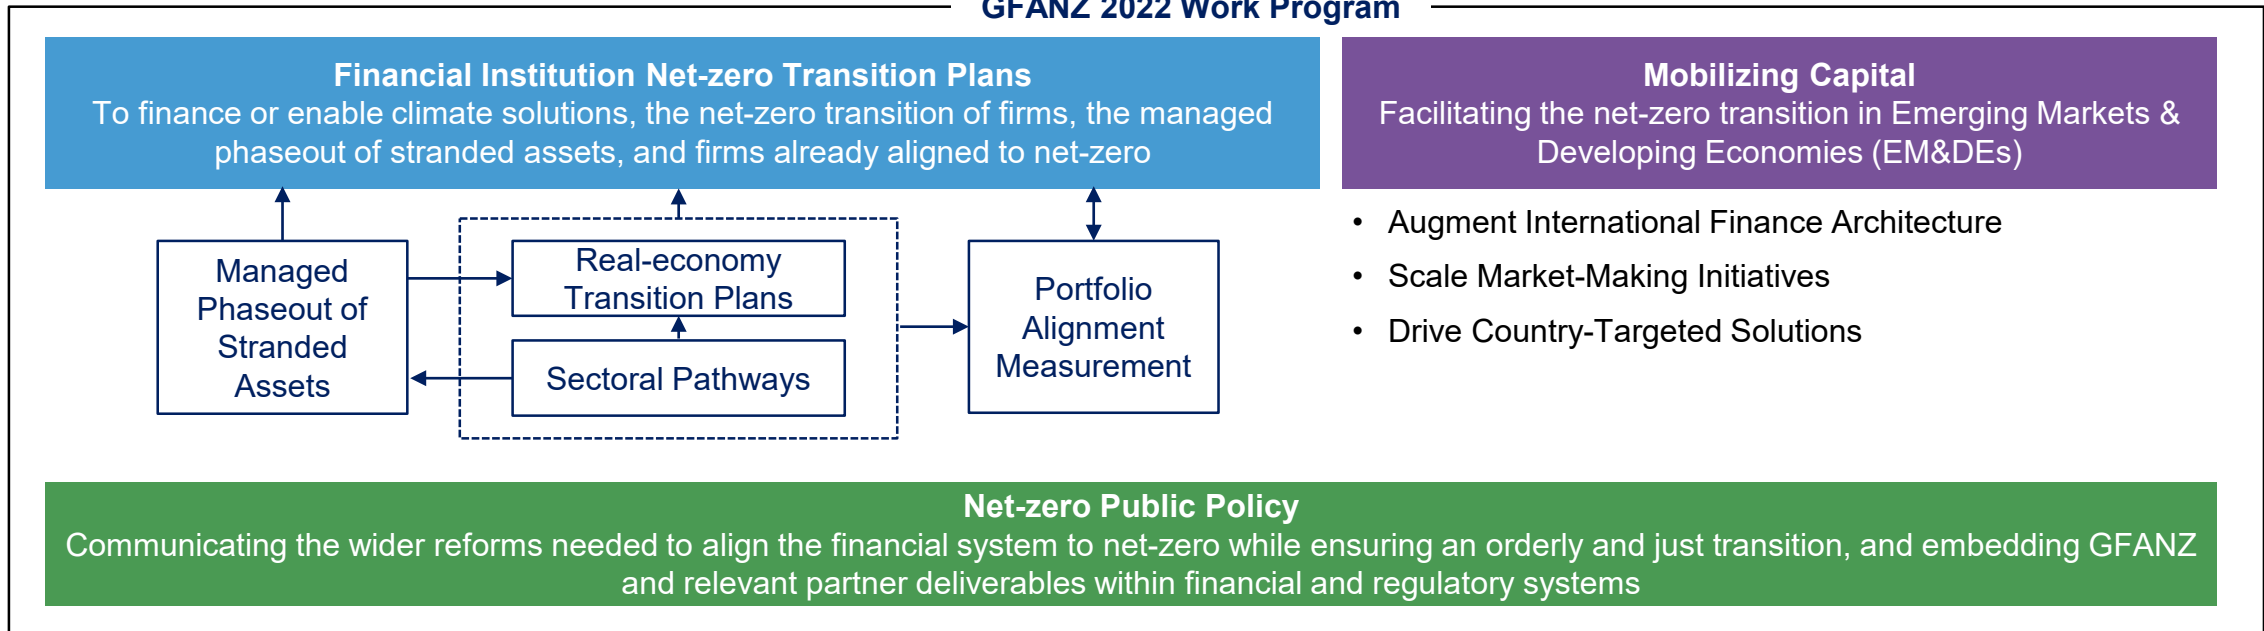 GFANZ 2022 Work Program
Financial Institution Net-zero Transition Plans
To finance or enable climate solutions, the net-zero transition of firms, the managed
phaseout of stranded assets, and firms already aligned to net-zero
Mobilizing Capital
Facilitating the net-zero transition in Emerging Markets &
Developing Economies (EM&DEs)
Managed
Phaseout of
Stranded
Assets
Real-economy
Transition Plans
Sectoral Pathways
Portfolio
Alignment
Measurement
• Augment International Finance Architecture
• Scale Market-Making Initiatives
• Drive Country-Targeted Solutions
Net-zero Public Policy
Communicating the wider reforms needed to align the financial system to net-zero while ensuring an orderly and just transition, and embedding GFANZ
and relevant partner deliverables within financial and regulatory systems